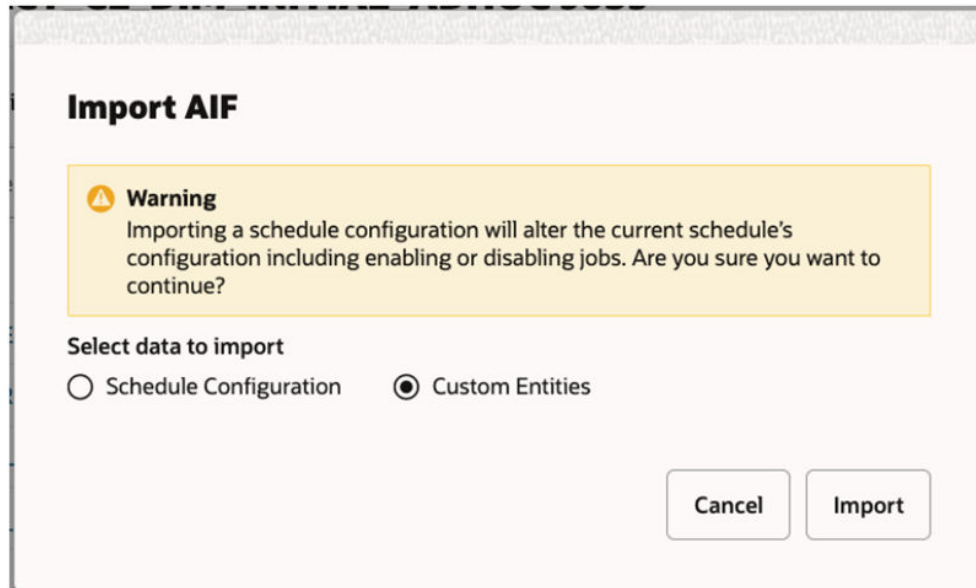 Import AIF
Warning
Importing a schedule configuration will alter the current schedule's
configuration including enabling or disabling jobs. Are you sure you want to
continue?
Select data to import
Schedule Configuration Custom Entities
Cancel Import